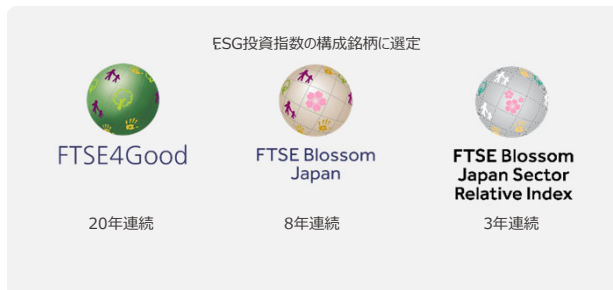 ESG投資指数の構成銘柄に選定
FTSE4Good
FTSE Blossom
Japan
FTSE Blossom
Japan Sector
Relative Index
20年連続
8年連続
3年連続